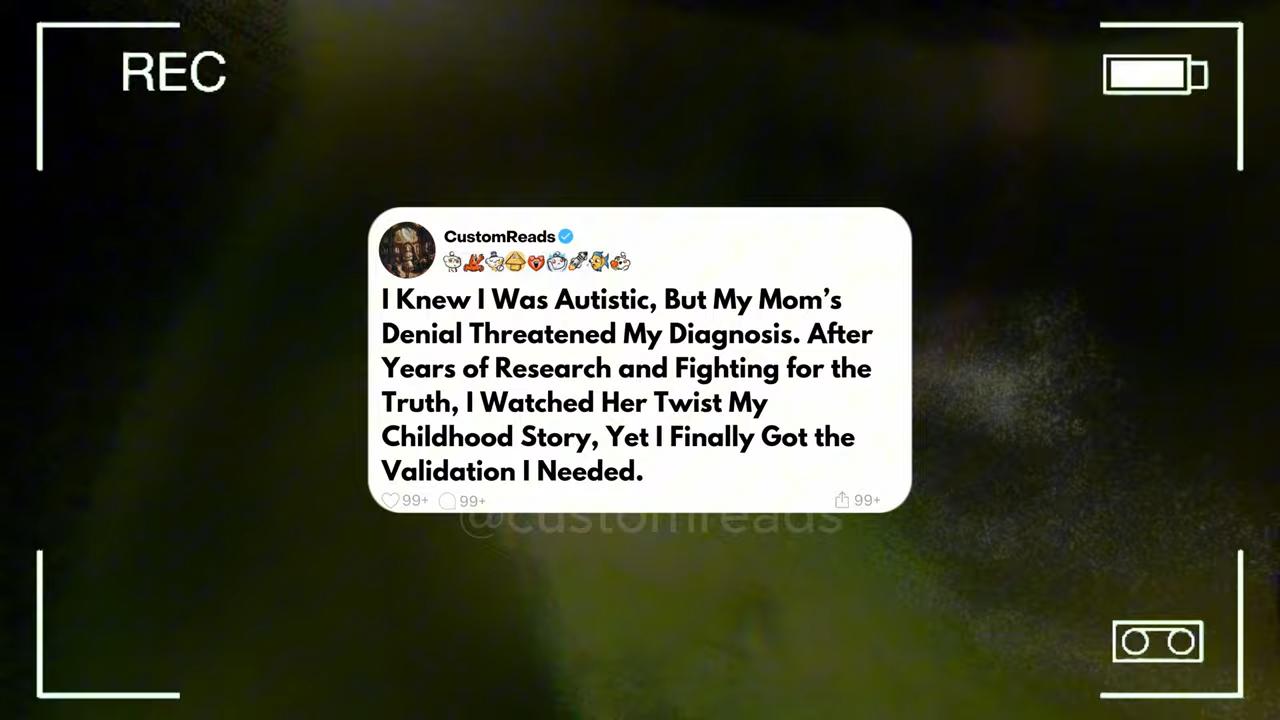 REC
CustomReads
I Knew I Was Autistic, But My Mom’s
Denial Threatened My Diagnosis. After
Years of Research and Fighting for the
Truth, I Watched Her Twist My
Childhood Story, Yet I Finally Got the
Validation I Needed.
99+ 99+ 99+
@customreads